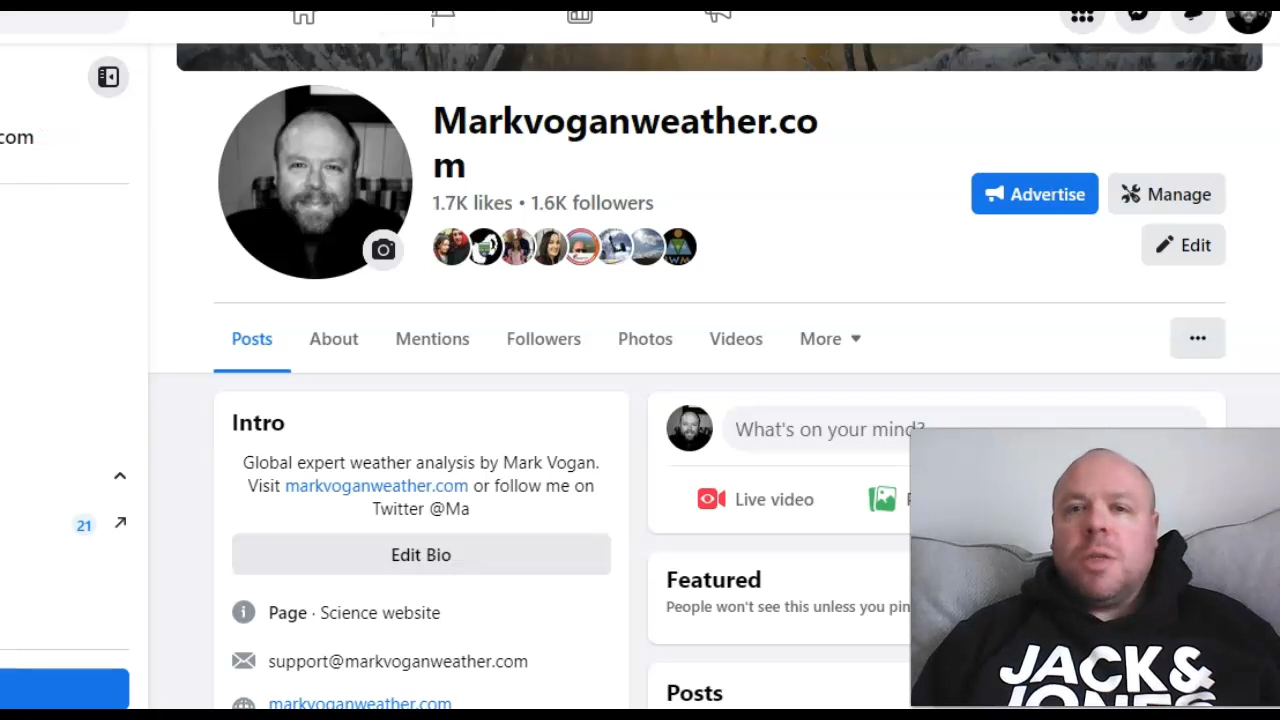 com
Markvoganweather.co
m
1.7K likes • 1.6K followers
Advertise
Manage
Edit
Posts
About
Mentions
Followers
Photos
Videos
More
Intro
Global expert weather analysis by Mark Vogan.
Visit markvoganweather.com or follow me on
Twitter @Ma
Edit Bio
Page · Science website
support@markvoganweather.com
markvoganweather.com
21
What's on your mind?
Live video
Featured
People won't see this unless you pin
Posts
JACK&
JONES